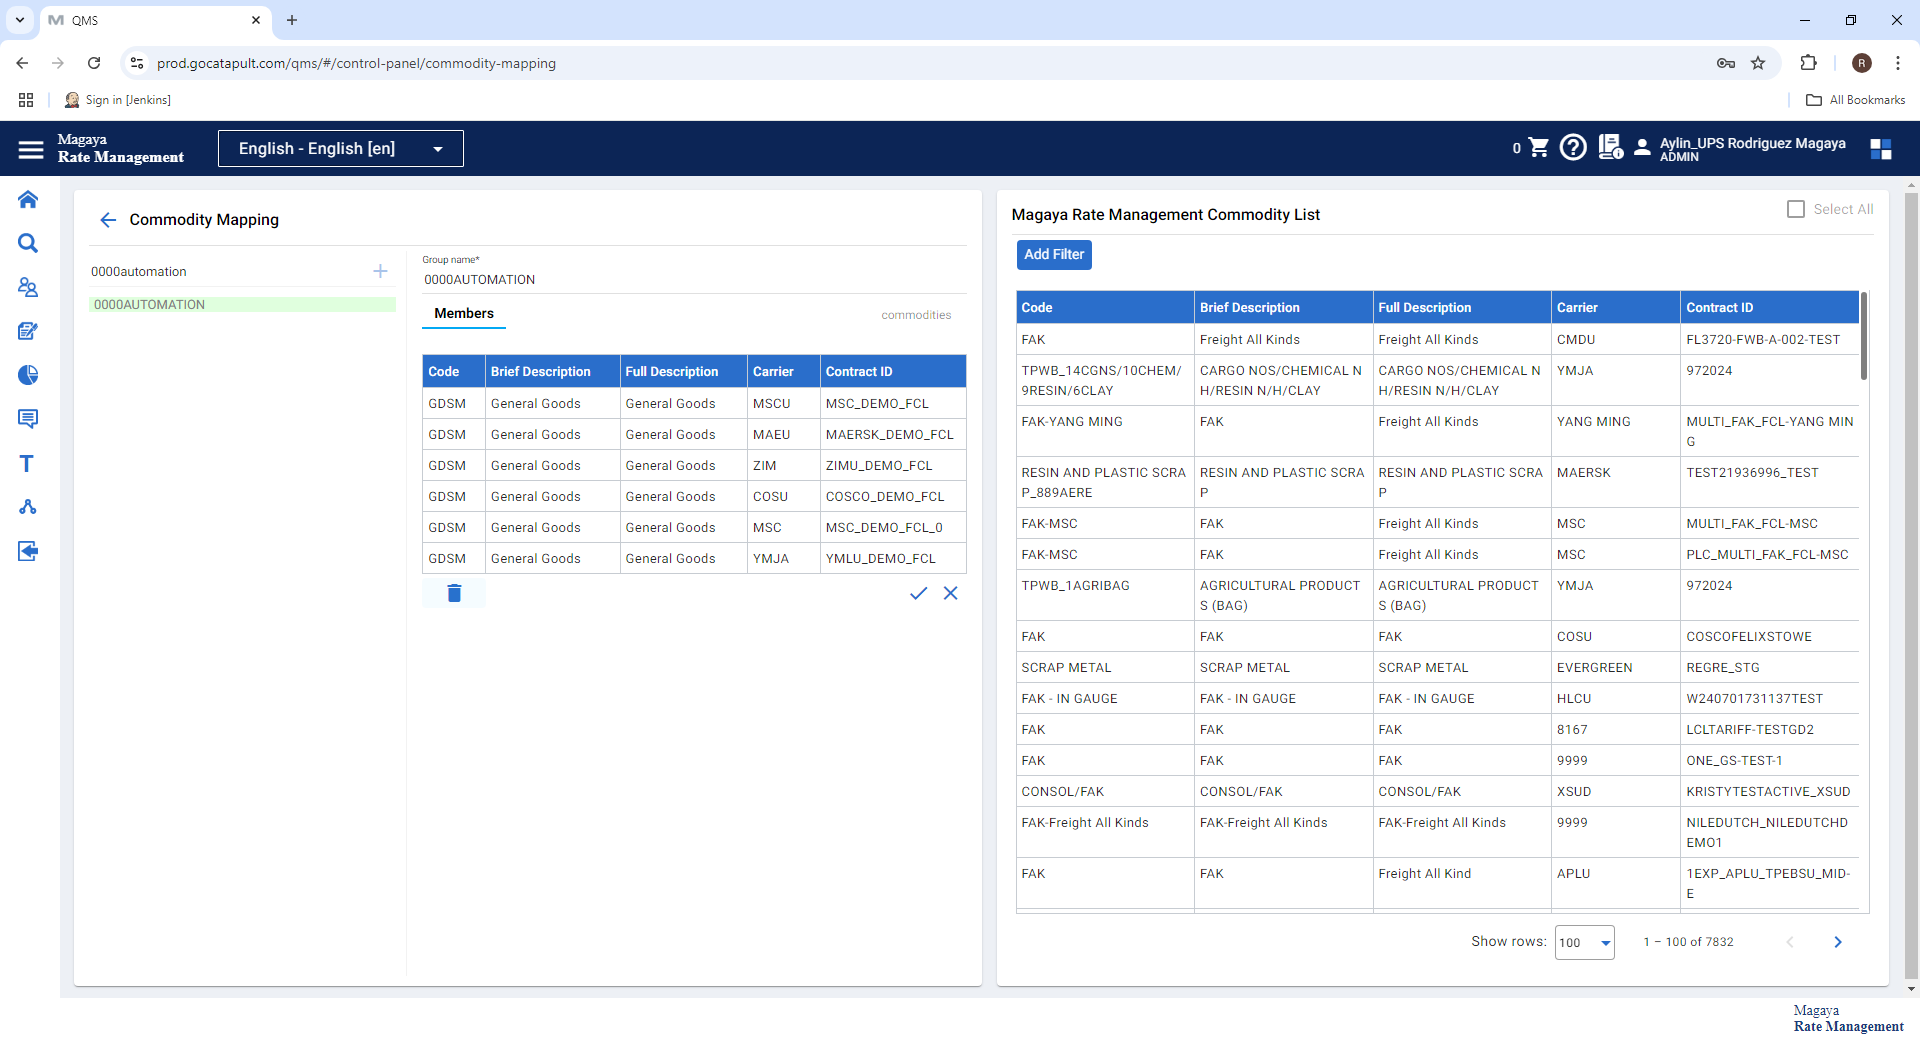 QMS
prod.gocatapult.com/qms/#/control-panel/commodity-mapping
R
Sign in [Jenkins]
All Bookmarks
Magaya
Rate Management
English - English [en]
0
Aylin_UPS Rodriguez Magaya
ADMIN
Commodity Mapping
0000automation
0000AUTOMATION
Group name*
0000AUTOMATION
Members
commodities
Code Brief Description Full Description Carrier Contract ID
GDSM General Goods General Goods MSCU MSC_DEMO_FCL
GDSM General Goods General Goods MAEU MAERSK_DEMO_FCL
GDSM General Goods General Goods ZIM ZIMU_DEMO_FCL
GDSM General Goods General Goods COSU COSCO_DEMO_FCL
GDSM General Goods General Goods MSC MSC_DEMO_FCL_0
GDSM General Goods General Goods YMJA YMLU_DEMO_FCL
Magaya Rate Management Commodity List
Select All
Add Filter
Code Brief Description Full Description Carrier Contract ID
FAK Freight All Kinds Freight All Kinds CMDU FL3720-FWB-A-002-TEST
TPWB_14CGNS/10CHEM/ CARGO NOS/CHEMICAL N CARGO NOS/CHEMICAL N YMJA 972024
9RESIN/6CLAY H/RESIN N/H/CLAY H/RESIN N/H/CLAY
FAK-YANG MING FAK Freight All Kinds YANG MING MULTI_FAK_FCL-YANG MIN
G
RESIN AND PLASTIC SCRA RESIN AND PLASTIC SCRA RESIN AND PLASTIC SCRA MAERSK TEST21936996_TEST
P_889AERE P P
FAK-MSC FAK Freight All Kinds MSC MULTI_FAK_FCL-MSC
FAK-MSC FAK Freight All Kinds MSC PLC_MULTI_FAK_FCL-MSC
TPWB_1AGRIBAG AGRICULTURAL PRODUCT AGRICULTURAL PRODUCT YMJA 972024
S (BAG) S (BAG)
FAK FAK FAK COSU COSCOFELIXSTOWE
SCRAP METAL SCRAP METAL SCRAP METAL EVERGREEN REGRE_STG
FAK - IN GAUGE FAK - IN GAUGE FAK - IN GAUGE HLCU W240701731137TEST
FAK FAK FAK 8167 LCLTARIFF-TESTGD2
FAK FAK FAK 9999 ONE_GS-TEST-1
CONSOL/FAK CONSOL/FAK CONSOL/FAK XSUD KRISTYTESTACTIVE_XSUD
FAK-Freight All Kinds FAK-Freight All Kinds FAK-Freight All Kinds 9999 NILEDUTCH_NILEDUTCHD
EMO1
FAK FAK Freight All Kind APLU 1EXP_APLU_TPEBSU_MID-
E
Show rows: 100 1 – 100 of 7832
Magaya
Rate Management